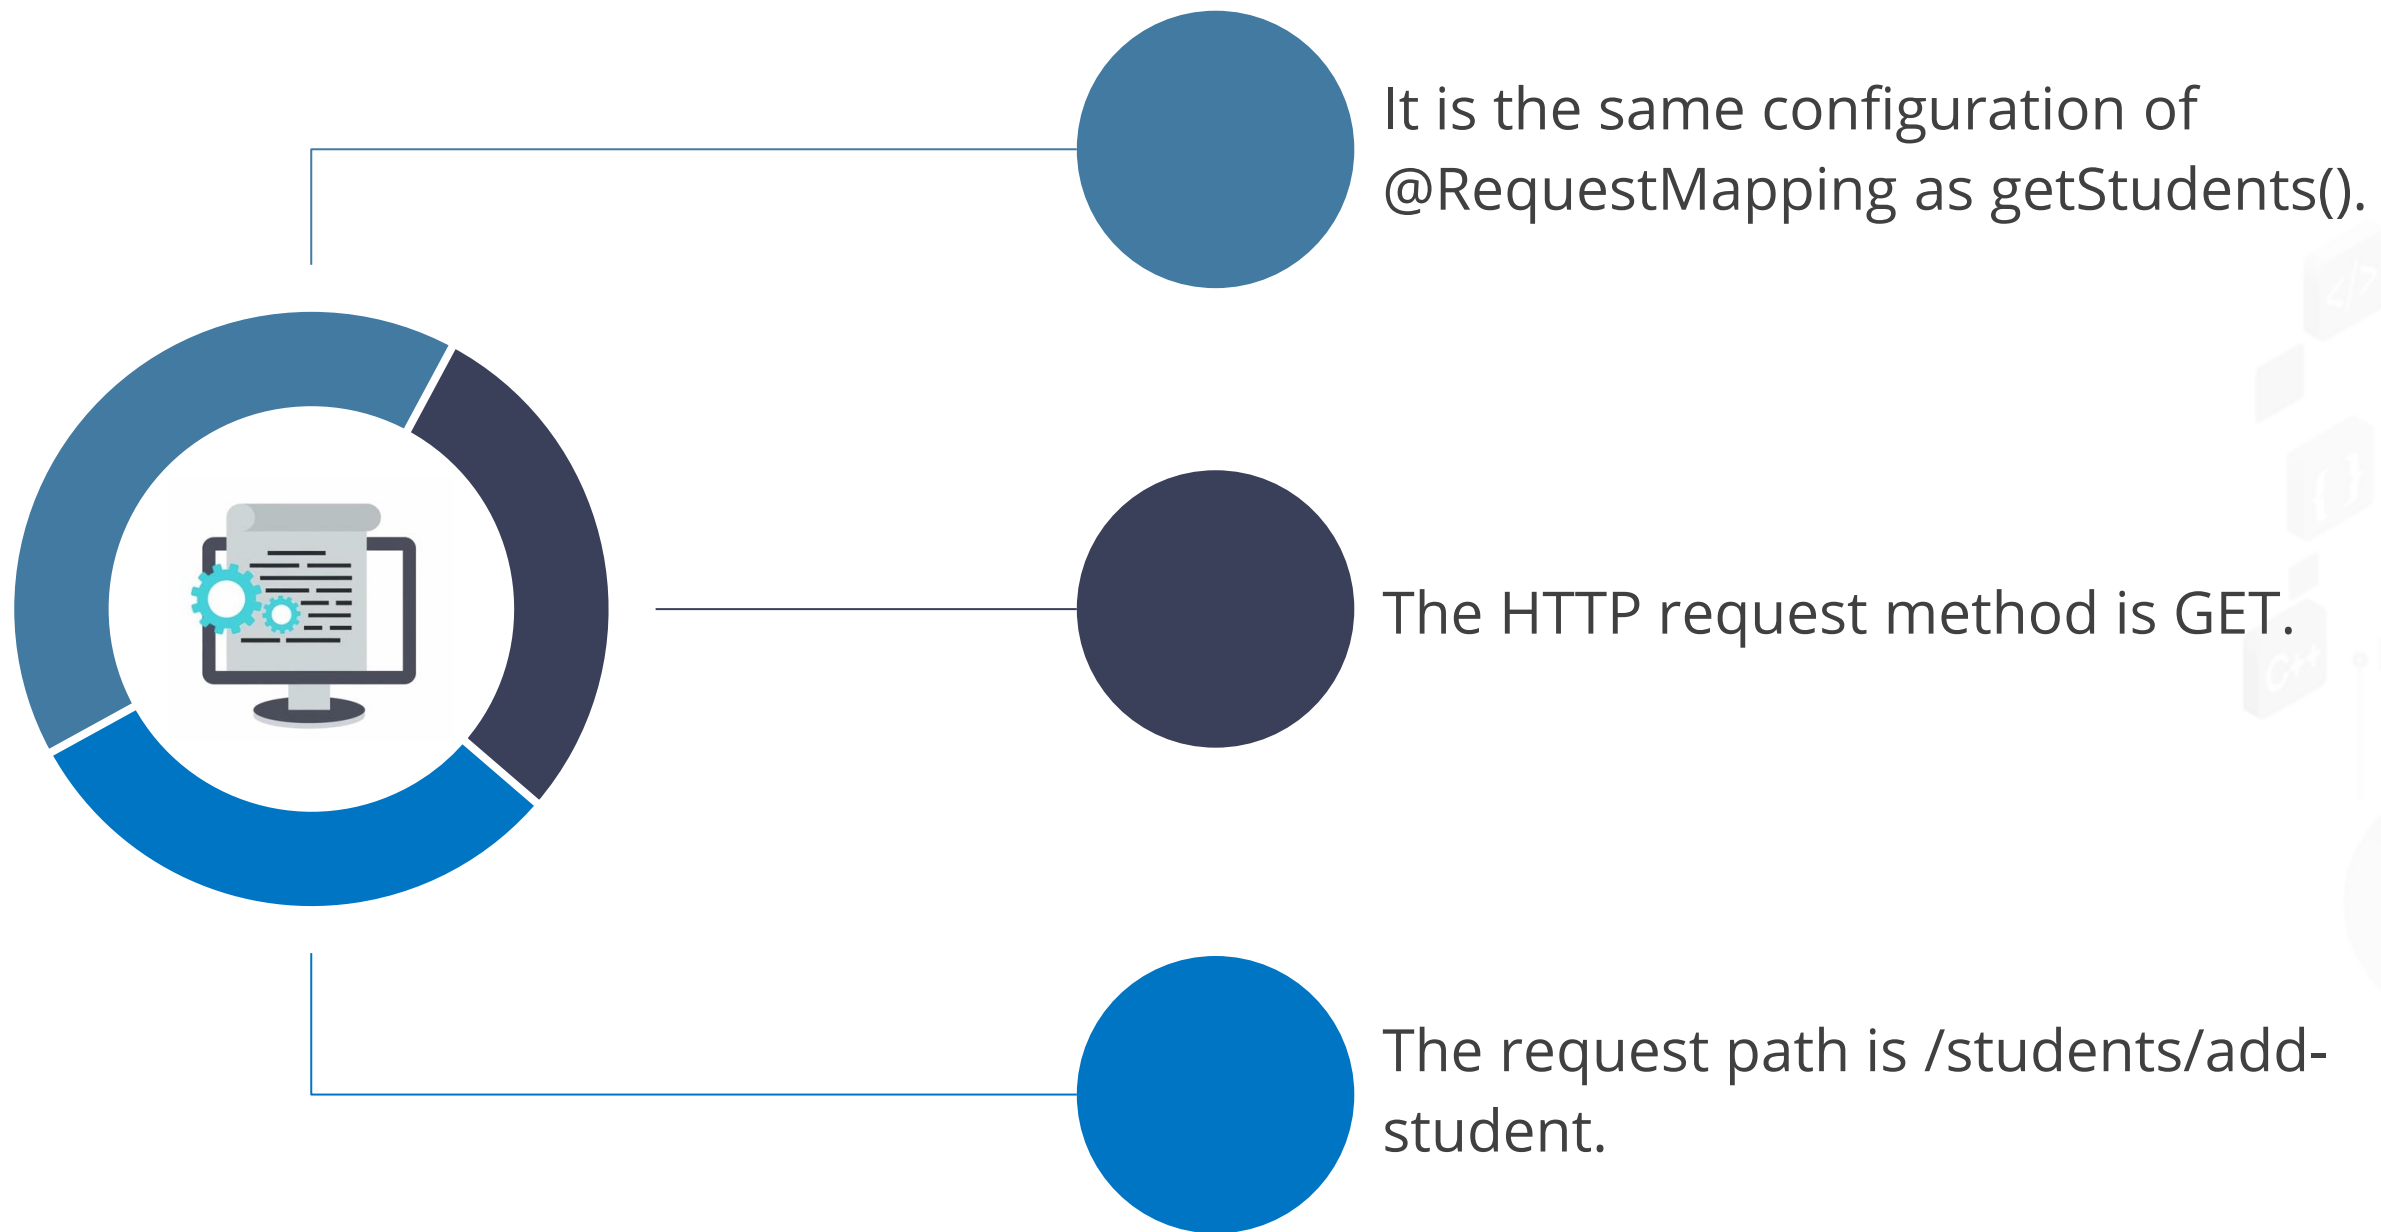 It is the same configuration of
@RequestMapping as getStudents().
</>
{ }
The HTTP request method is GET.
C++
The request path is /students/add-
student.